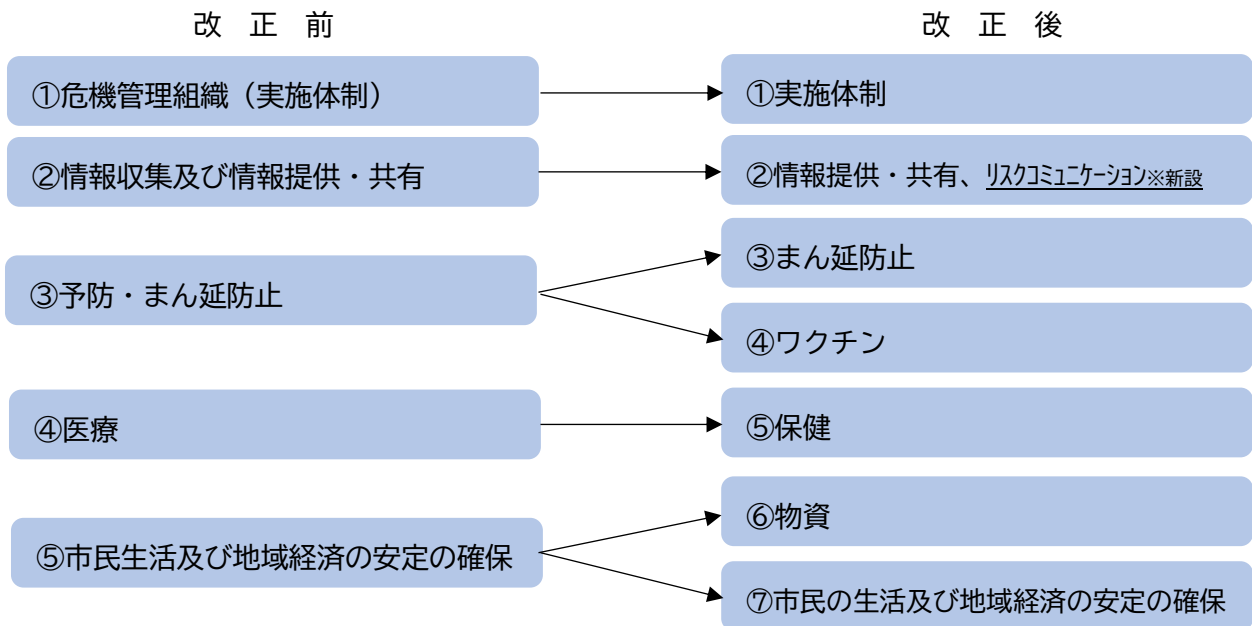 改 正 前
改 正 後
①危機管理組織（実施体制）
①実施体制
②情報収集及び情報提供・共有
②情報提供・共有、ﾘｽｸｺﾐｭﾆｹｰｼｮﾝ※新設
③予防・まん延防止
③まん延防止
④ワクチン
④医療
⑤保健
⑤市民生活及び地域経済の安定の確保
⑥物資
⑦市民の生活及び地域経済の安定の確保